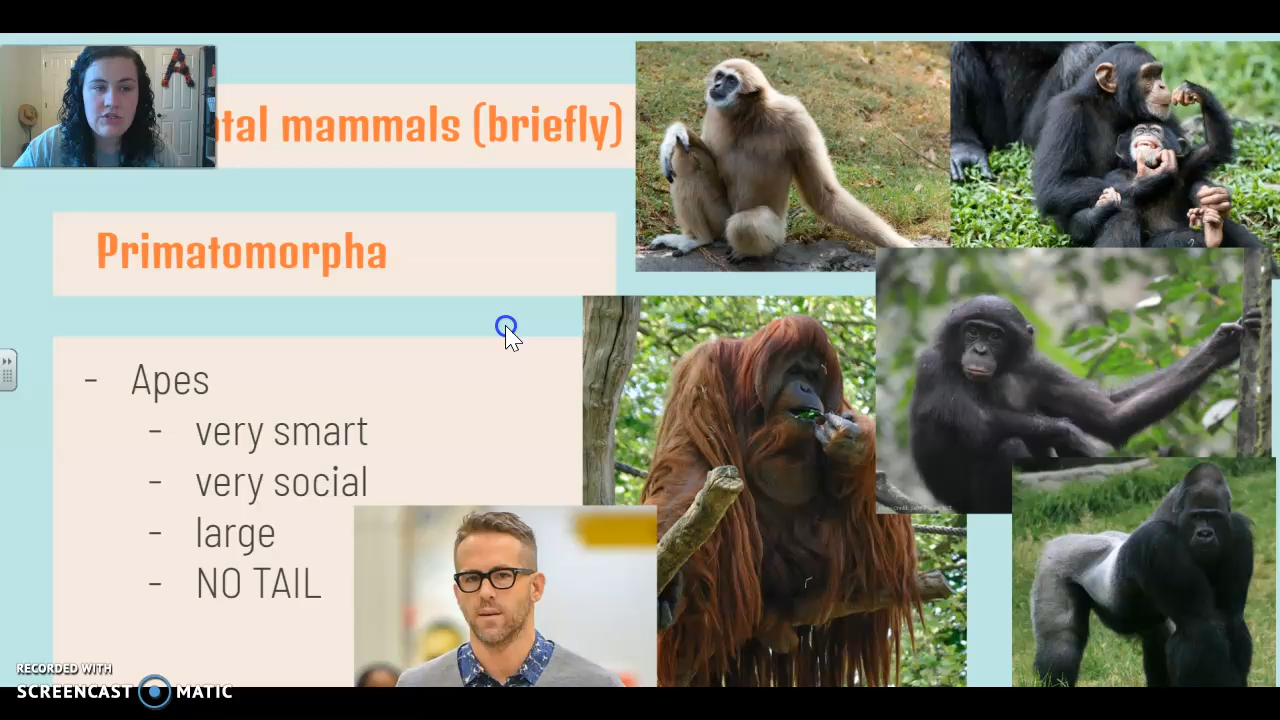 tal mammals (briefly)
Primatomorpha
- Apes
- very smart
- very social
- large
- NO TAIL
RECORDED WITH
SCREENCAST MATIC